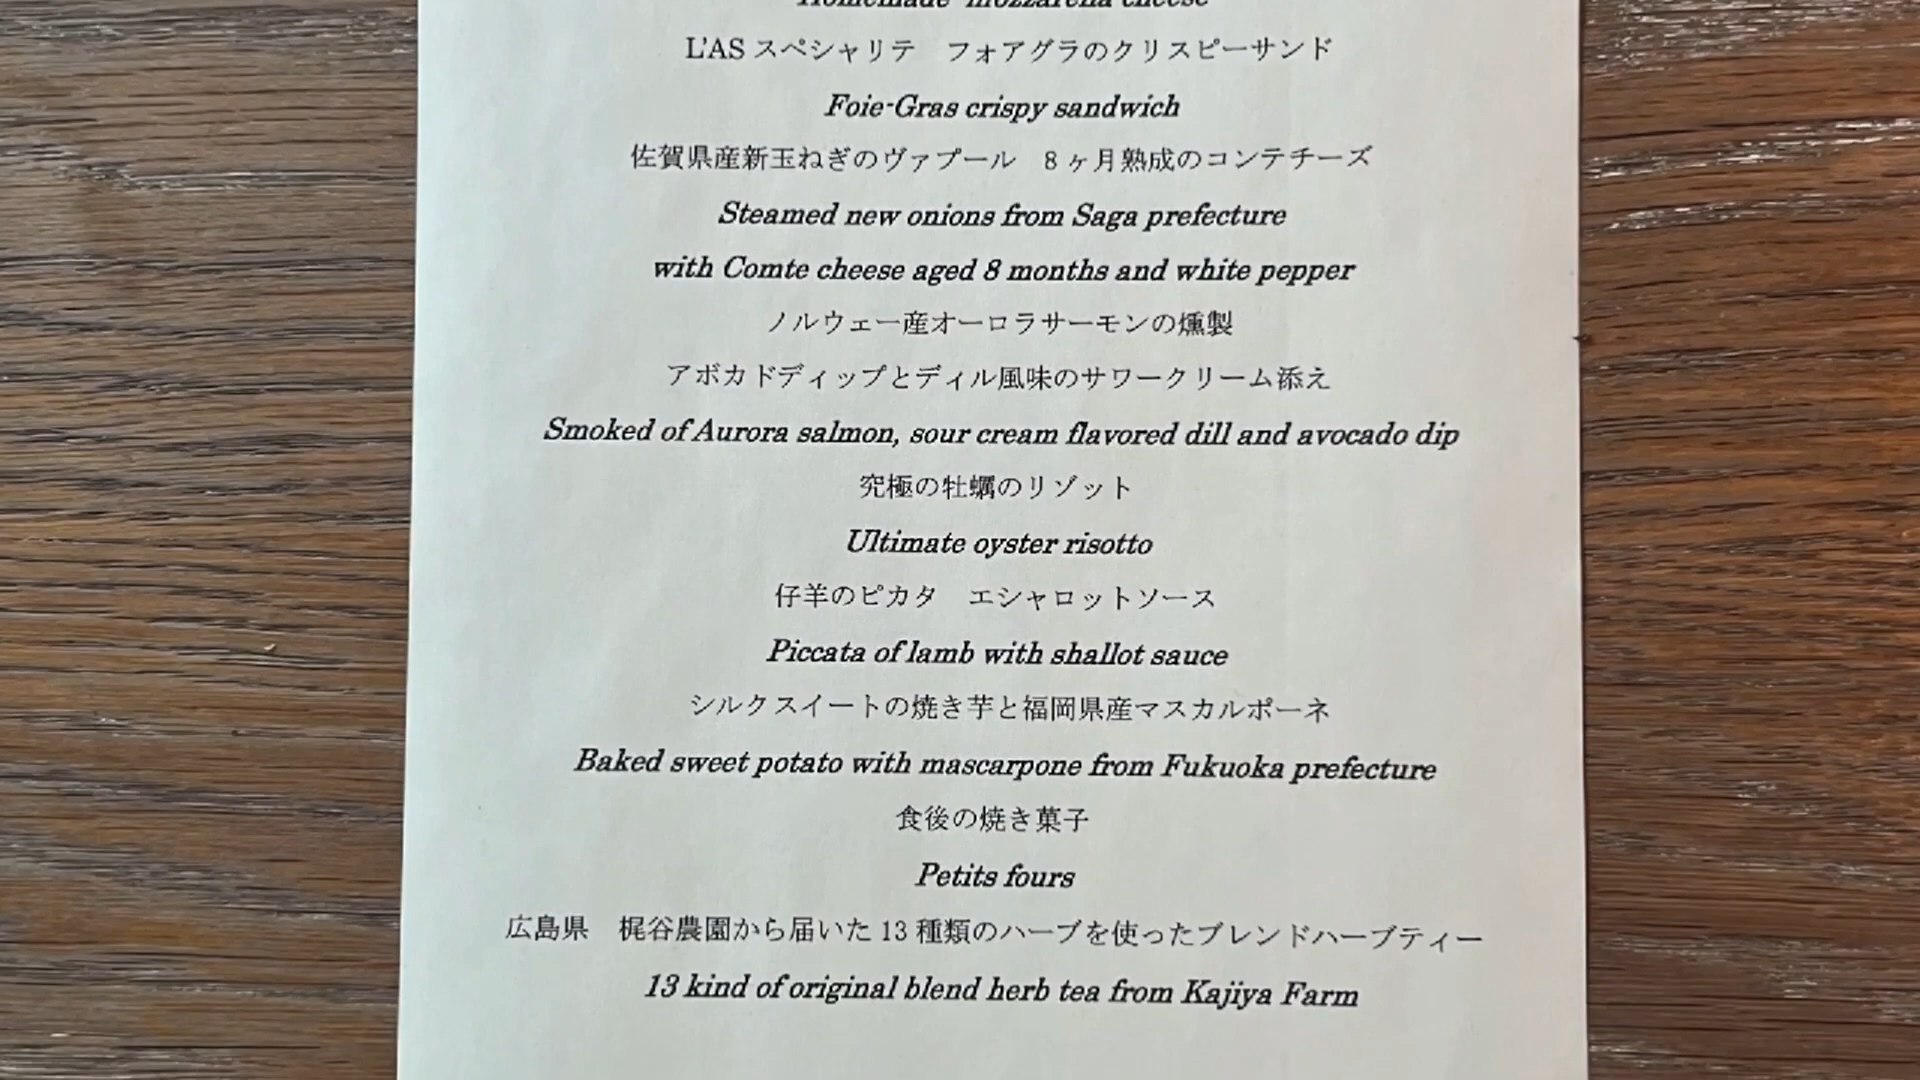 Homemade mozzarella cheese
L'AS スペシャリテ　フォアグラのクリスピーサンド
Foie-Gras crispy sandwich
佐賀県産新玉ねぎのヴァプール　８ヶ月熟成のコンテチーズ
Steamed new onions from Saga prefecture
with Comte cheese aged 8 months and white pepper
ノルウェー産オーロラサーモンの燻製
アボカドディップとディル風味のサワークリーム添え
Smoked of Aurora salmon, sour cream flavored dill and avocado dip
究極の牡蠣のリゾット
Ultimate oyster risotto
仔羊のピカタ　エシャロットソース
Piccata of lamb with shallot sauce
シルクスイートの焼き芋と福岡県産マスカルポーネ
Baked sweet potato with mascarpone from Fukuoka prefecture
食後の焼き菓子
Petits fours
広島県　梶谷農園から届いた 13 種類のハーブを使ったブレンドハーブティー
13 kind of original blend herb tea from Kajiya Farm